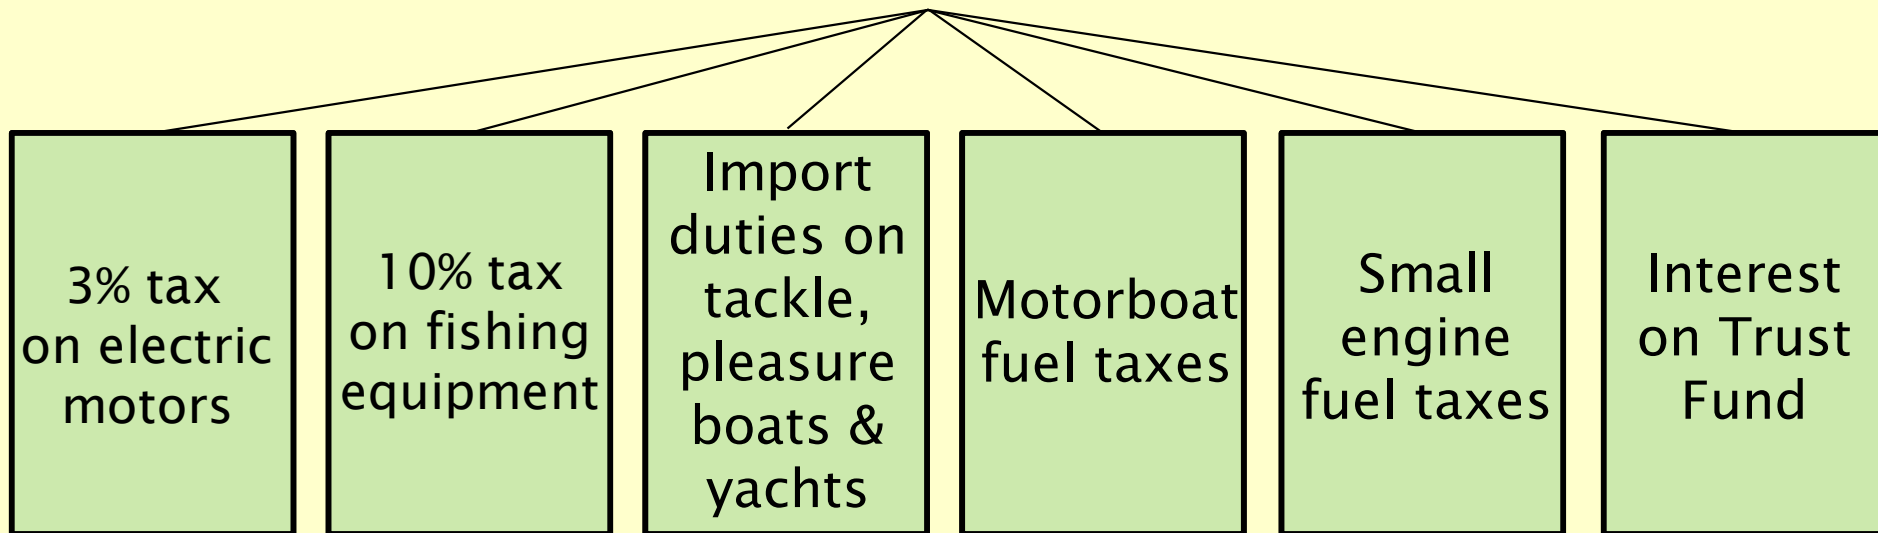 3% tax
on electric
motors
10% tax
on fishing
equipment
Import
duties on
tackle,
pleasure
boats &
yachts
Motorboat
fuel taxes
Small
engine
fuel taxes
Interest
on Trust
Fund